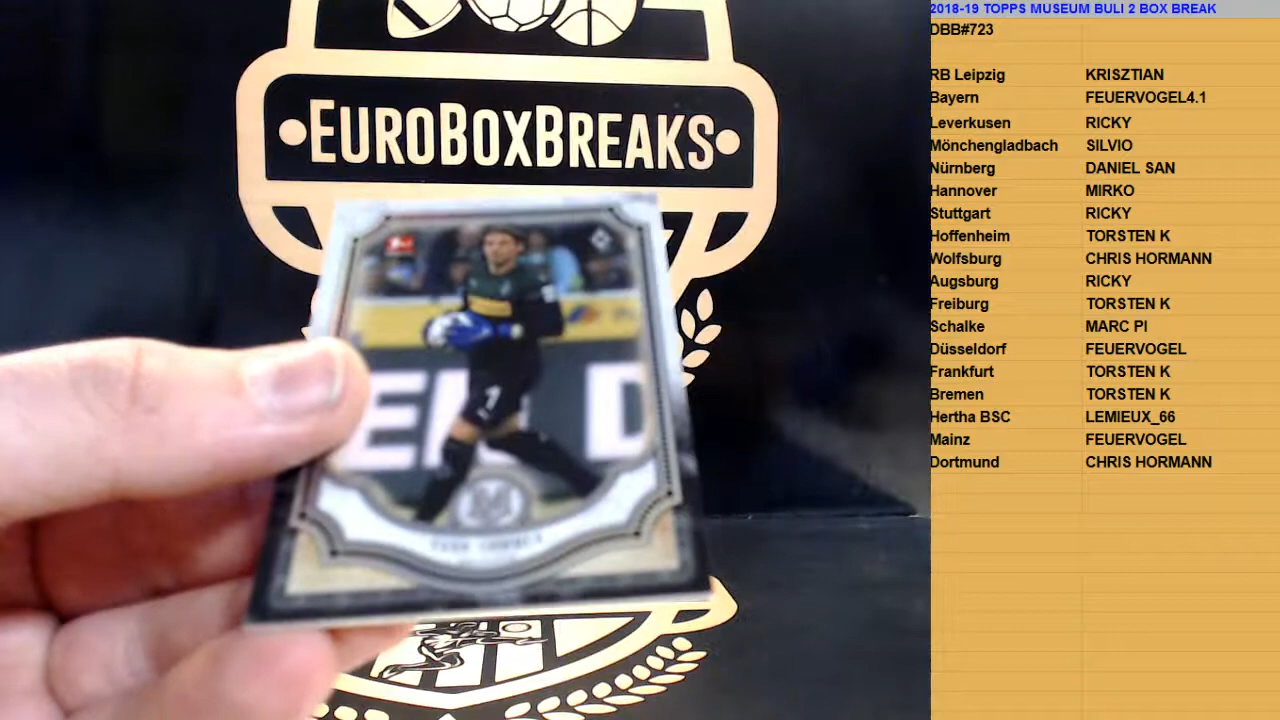 EUROBOXBREAKS
2018-19 TOPPS MUSEUM BULI 2 BOX BREAK
DBB#723
RB Leipzig KRISZTIAN
Bayern FEUERVOGEL4.1
Leverkusen RICKY
Mönchengladbach SILVIO
Nürnberg DANIEL SAN
Hannover MIRKO
Stuttgart RICKY
Hoffenheim TORSTEN K
Wolfsburg CHRIS HORMANN
Augsburg RICKY
Freiburg TORSTEN K
Schalke MARC PI
Düsseldorf FEUERVOGEL
Frankfurt TORSTEN K
Bremen TORSTEN K
Hertha BSC LEMIEUX_66
Mainz FEUERVOGEL
Dortmund CHRIS HORMANN